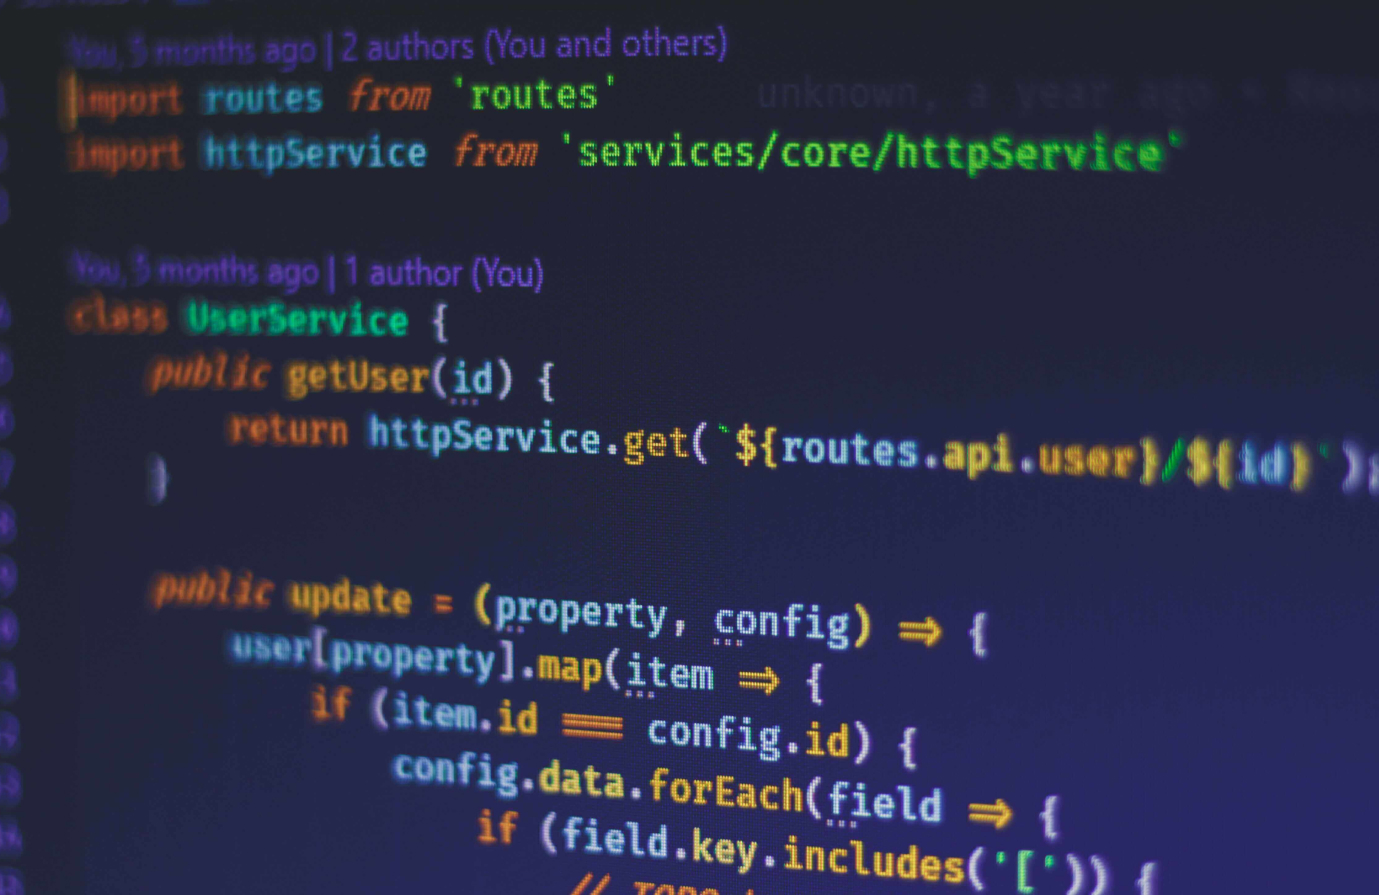 You, 5 months ago | 2 authors (You and others)
import routes from 'routes' unknown, a year ago •
import httpService from 'services/core/httpService'
You, 5 months ago | 1 author (You)
class UserService {
public getUser(id) {
return httpService.get(`${routes.api.user}/${id}`);
}
public update = (property, config) => {
user[property].map(item => {
if (item.id === config.id) {
config.data.forEach(field => {
if (field.key.includes('[')) {
//